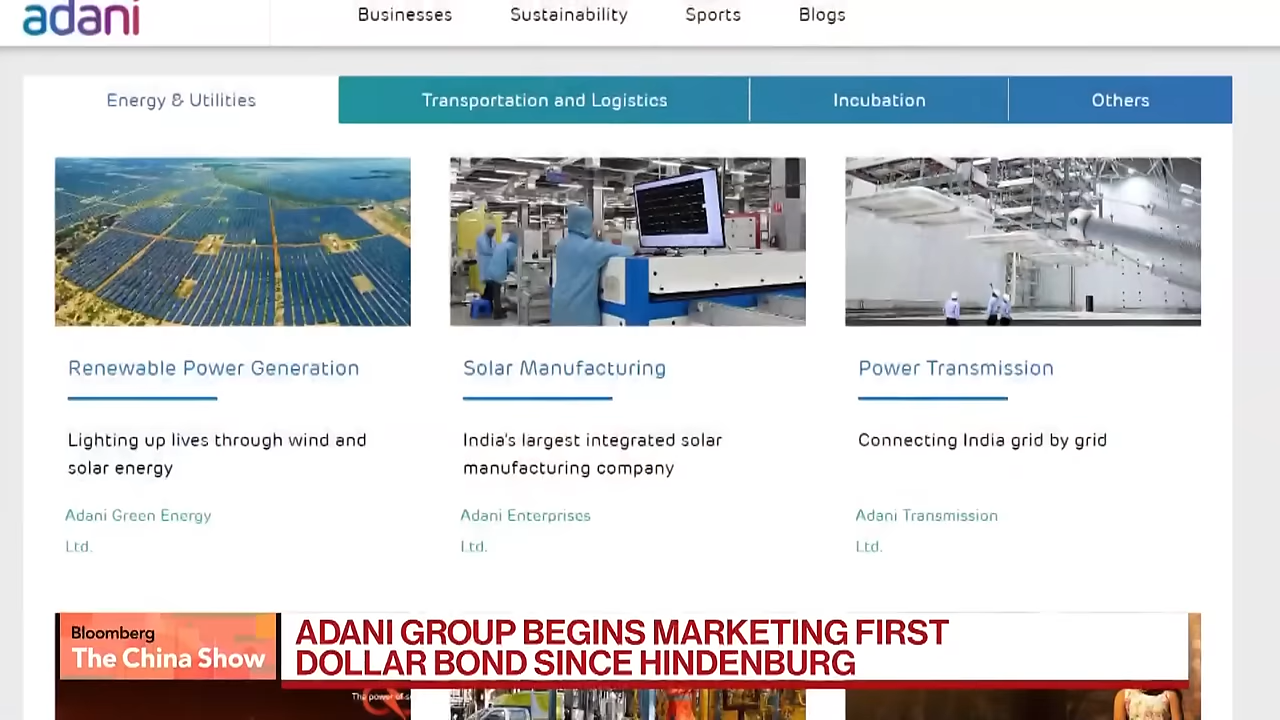 adani
Businesses Sustainability Sports Blogs
Energy & Utilities Transportation and Logistics Incubation Others
Renewable Power Generation
Lighting up lives through wind and
solar energy
Adani Green Energy
Ltd.
Solar Manufacturing
India's largest integrated solar
manufacturing company
Adani Enterprises
Ltd.
Power Transmission
Connecting India grid by grid
Adani Transmission
Ltd.
Bloomberg
The China Show
ADANI GROUP BEGINS MARKETING FIRST
DOLLAR BOND SINCE HINDENBURG
The power of